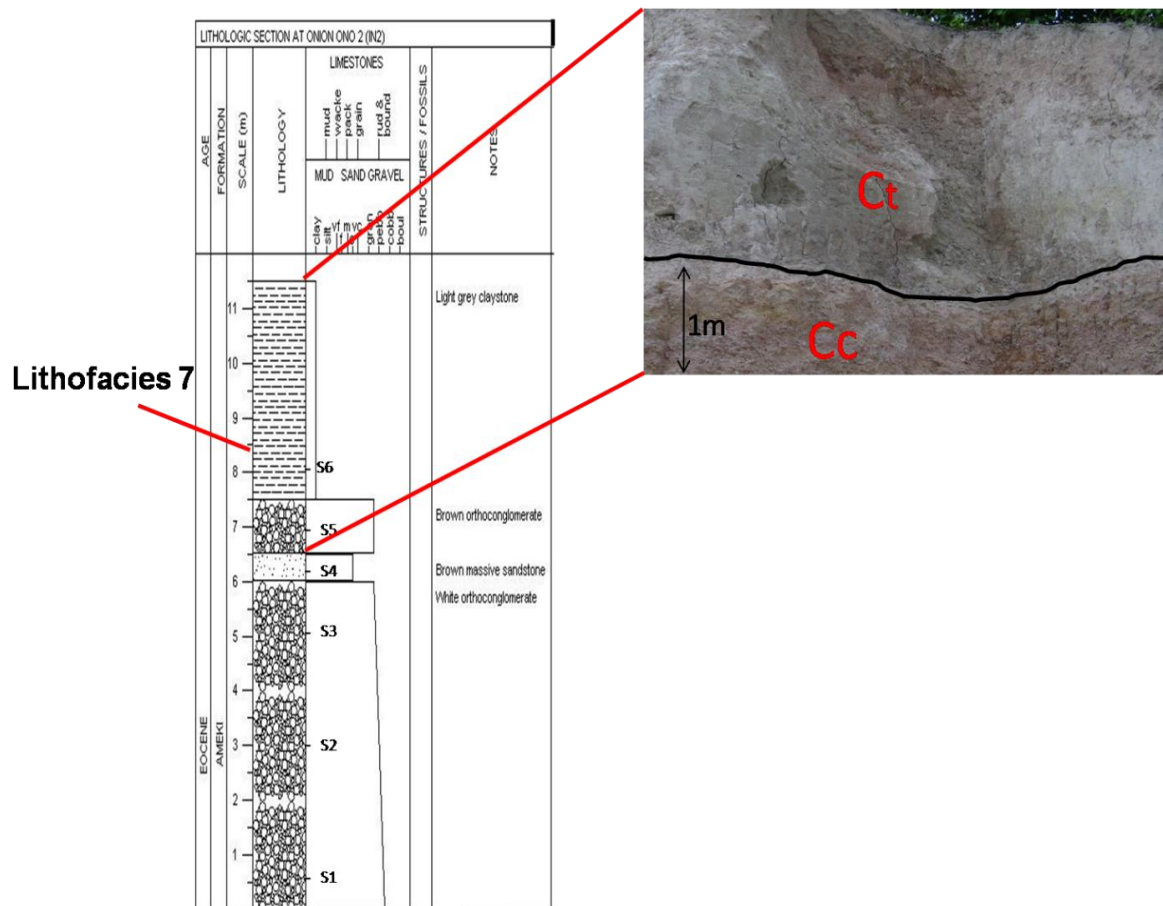 LITHOLOGIC SECTION AT ONION ONO 2 (IN2)
AGE
FORMATION
SCALE (m)
LITHOLOGY
LIMESTONES
mud
wacke
pack
grain
rud &
bound
MUD SAND GRAVEL
clay
silt
vf
f
m
vc
gran
pebb
cobb
boul
STRUCTURES / FOSSILS
NOTES
11
10
9
8
7
6
5
4
3
2
1
EOCENE
AMEKI
S6
S5
S4
S3
S2
S1
Light grey claystone
Brown orthoconglomerate
Brown massive sandstone
White orthoconglomerate
Lithofacies 7
Ct
1m
Cc